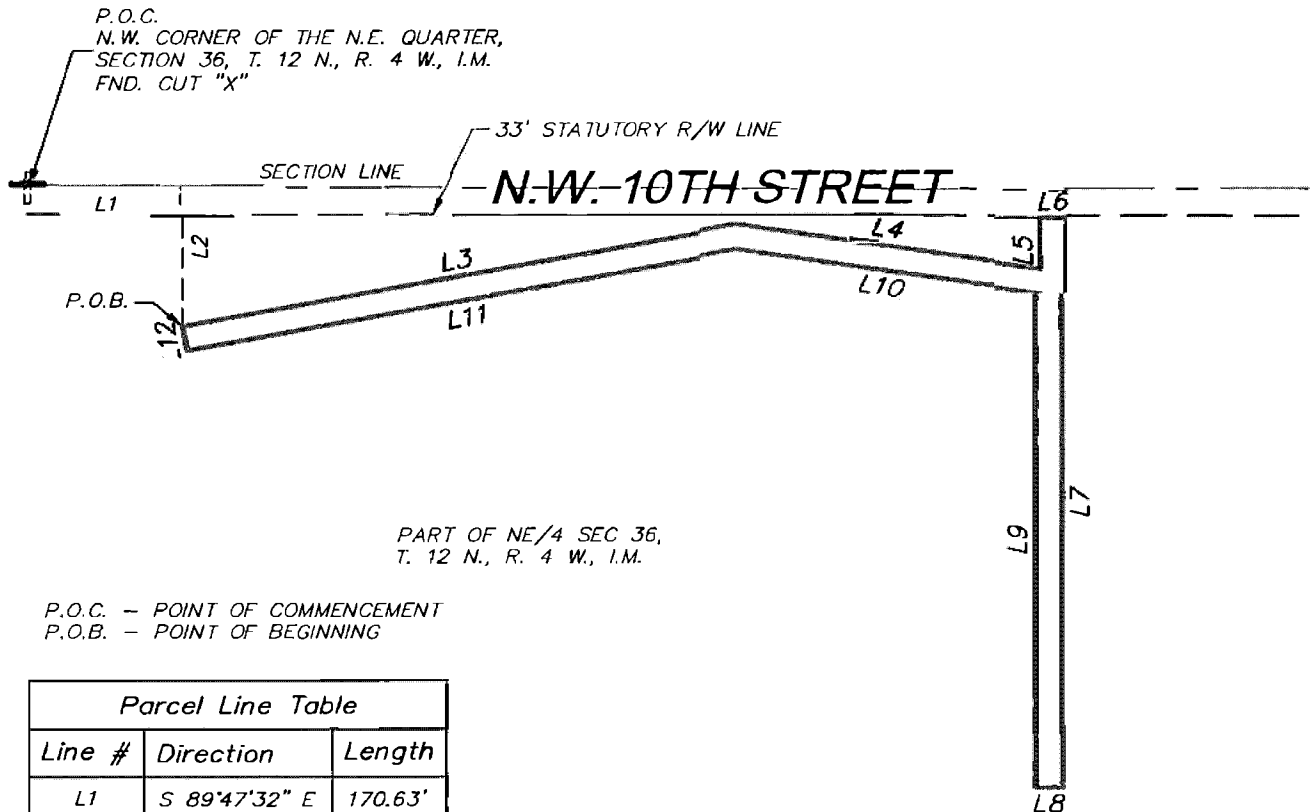 P.O.C.
N.W. CORNER OF THE N.E. QUARTER,
SECTION 36, T. 12 N., R. 4 W., I.M.
FND. CUT "X"
33' STATUTORY R/W LINE
SECTION LINE
N.W. 10TH STREET
L1
L6
L2
L4
L5
L3
L10
P.O.B.
L11
L12
L7
L9
PART OF NE/4 SEC 36,
T. 12 N., R. 4 W., I.M.
P.O.C. – POINT OF COMMENCEMENT
P.O.B. – POINT OF BEGINNING
Parcel Line Table
Line # Direction Length
L1 S 89°47'32" E 170.63'
L8